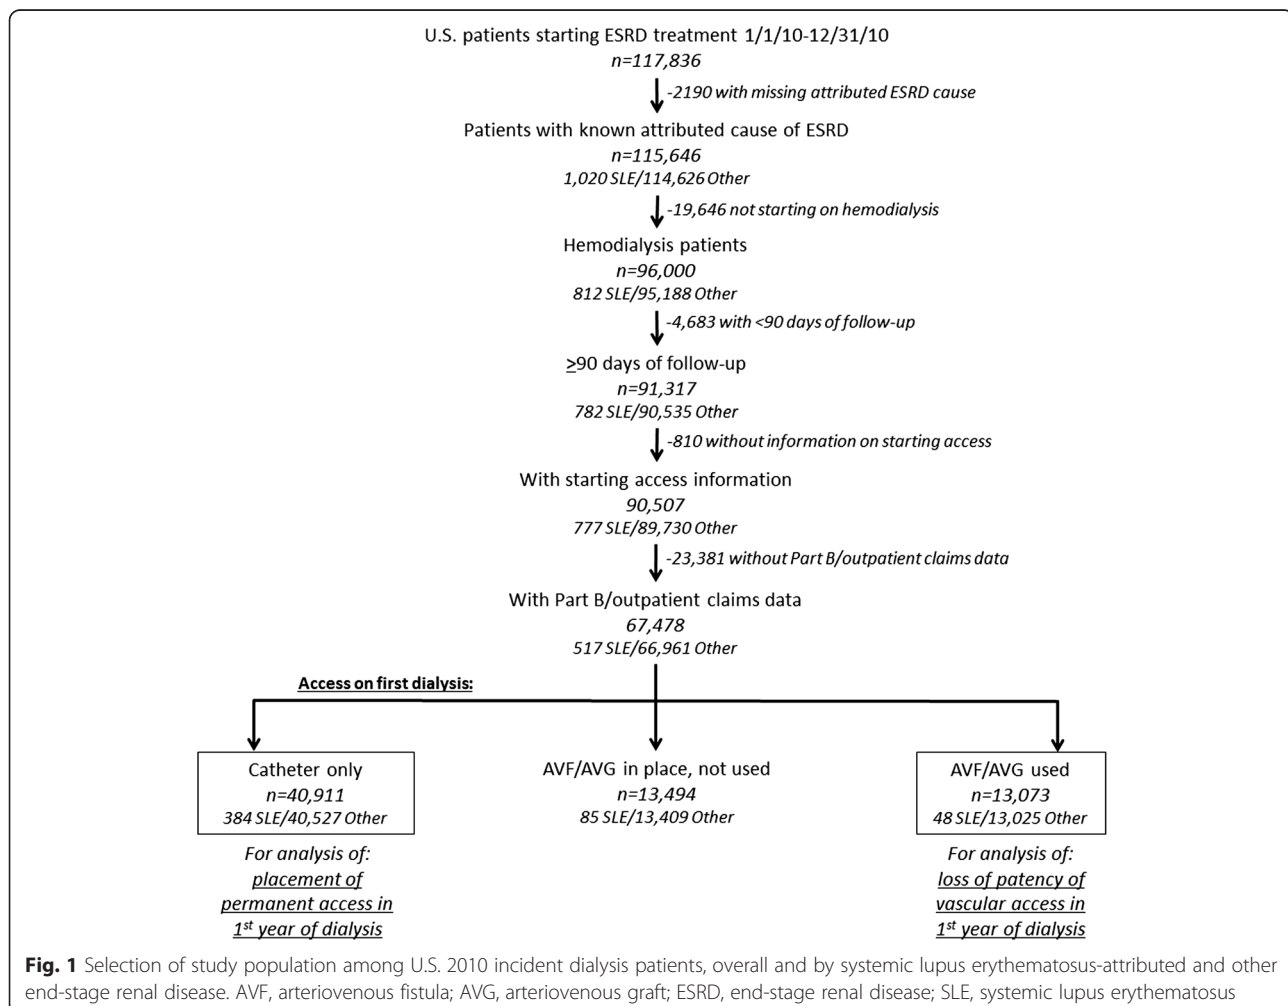 U.S. patients starting ESRD treatment 1/1/10-12/31/10
n=117,836
-2190 with missing attributed ESRD cause
Patients with known attributed cause of ESRD
n=115,646
1,020 SLE/114,626 Other
-19,646 not starting on hemodialysis
Hemodialysis patients
n=96,000
812 SLE/95,188 Other
-4,683 with <90 days of follow-up
≥90 days of follow-up
n=91,317
782 SLE/90,535 Other
-810 without information on starting access
With starting access information
90,507
777 SLE/89,730 Other
-23,381 without Part B/outpatient claims data
With Part B/outpatient claims data
67,478
517 SLE/66,961 Other
Access on first dialysis:
Catheter only
n=40,911
384 SLE/40,527 Other
For analysis of:
placement of
permanent access in
1st year of dialysis
AVF/AVG in place, not used
n=13,494
85 SLE/13,409 Other
AVF/AVG used
n=13,073
48 SLE/13,025 Other
For analysis of:
loss of patency of
vascular access in
1st year of dialysis
Fig. 1 Selection of study population among U.S. 2010 incident dialysis patients, overall and by systemic lupus erythematosus-attributed and other
end-stage renal disease. AVF, arteriovenous fistula; AVG, arteriovenous graft; ESRD, end-stage renal disease; SLE, systemic lupus erythematosus